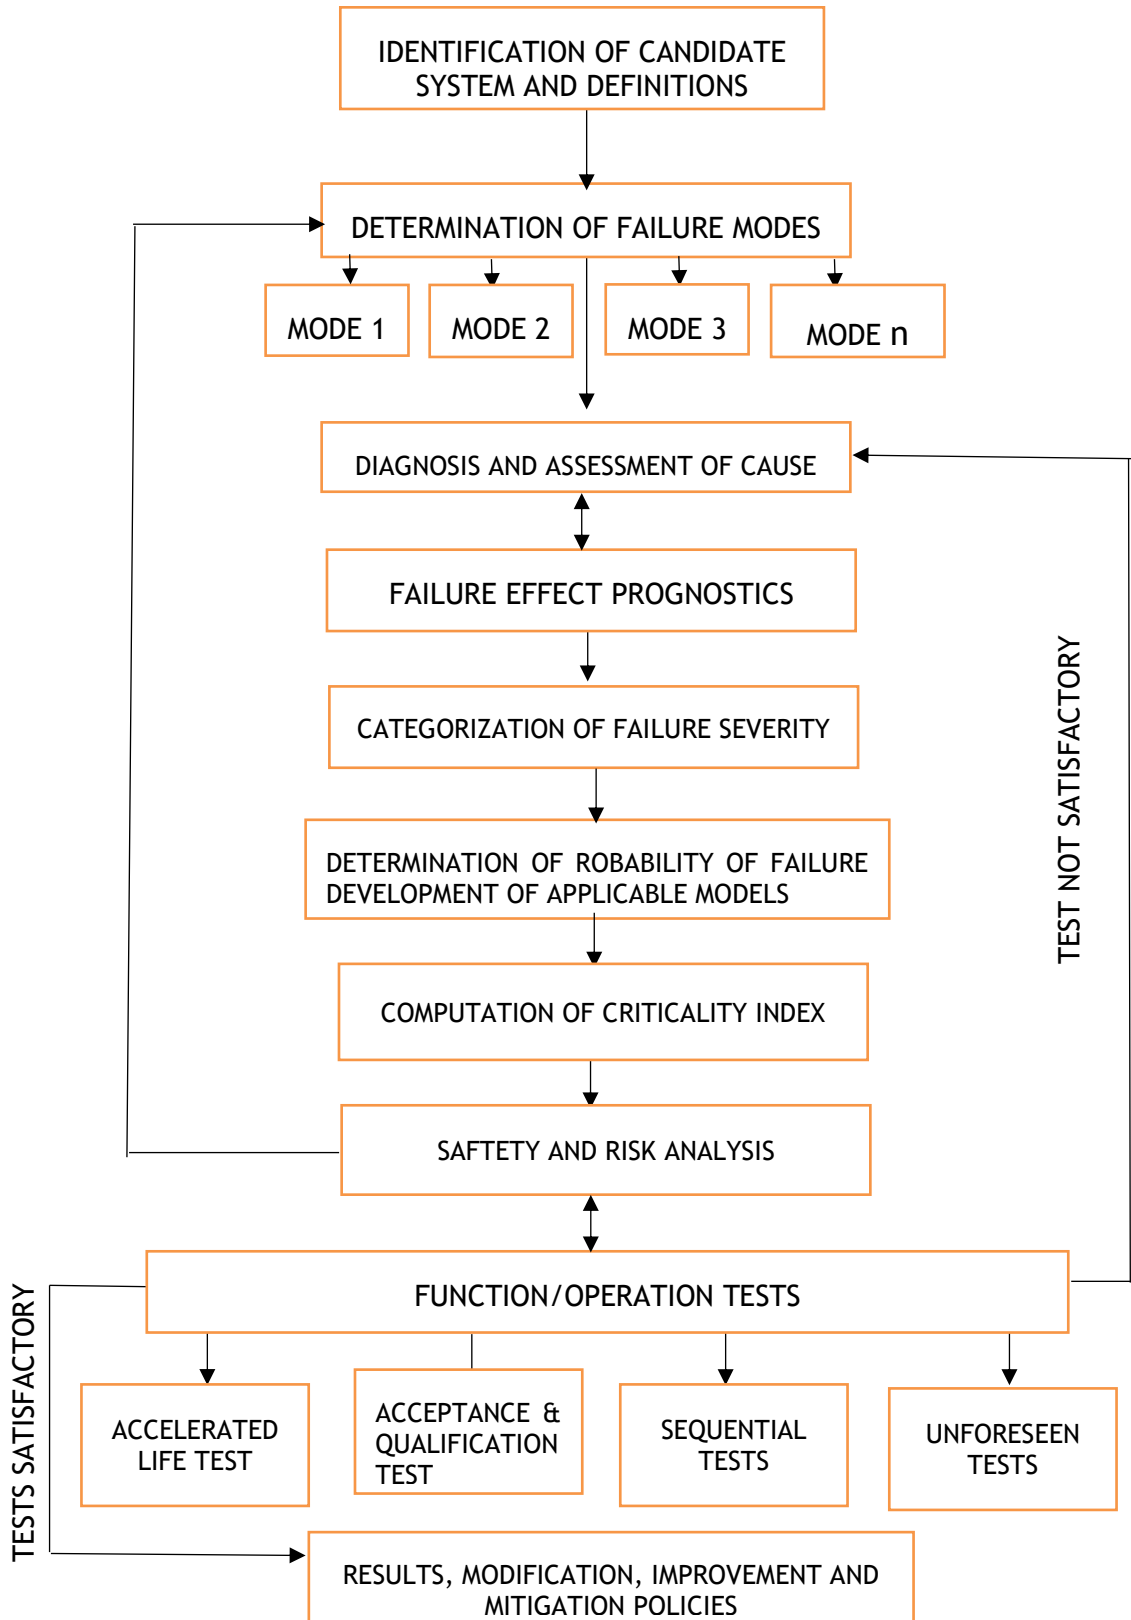 IDENTIFICATION OF CANDIDATE
SYSTEM AND DEFINITIONS
DETERMINATION OF FAILURE MODES
MODE 1
MODE 2
MODE 3
MODE n
DIAGNOSIS AND ASSESSMENT OF CAUSE
FAILURE EFFECT PROGNOSTICS
CATEGORIZATION OF FAILURE SEVERITY
DETERMINATION OF ROBABILITY OF FAILURE
DEVELOPMENT OF APPLICABLE MODELS
COMPUTATION OF CRITICALITY INDEX
SAFTETY AND RISK ANALYSIS
TEST NOT SATISFACTORY
FUNCTION/OPERATION TESTS
TESTS SATISFACTORY
ACCELERATED
LIFE TEST
ACCEPTANCE &
QUALIFICATION
TEST
SEQUENTIAL
TESTS
UNFORESEEN
TESTS
RESULTS, MODIFICATION, IMPROVEMENT AND
MITIGATION POLICIES